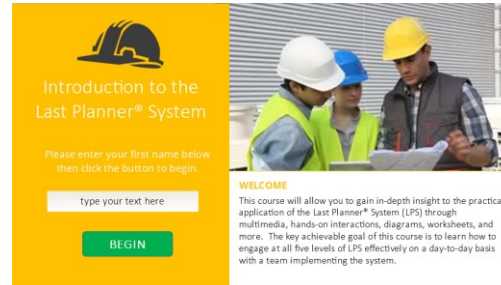 Introduction to the
Last Planner® System
Please enter your first name below
then click the button to begin.
type your text here
BEGIN
WELCOME
This course will allow you to gain in-depth insight to the practica
application of the Last Planner® System (LPS) through
multimedia, hands-on interactions, diagrams, worksheets, and
more. The key achievable goal of this course is to learn how to
engage at all five levels of LPS effectively on a day-to-day basis
with a team implementing the system.